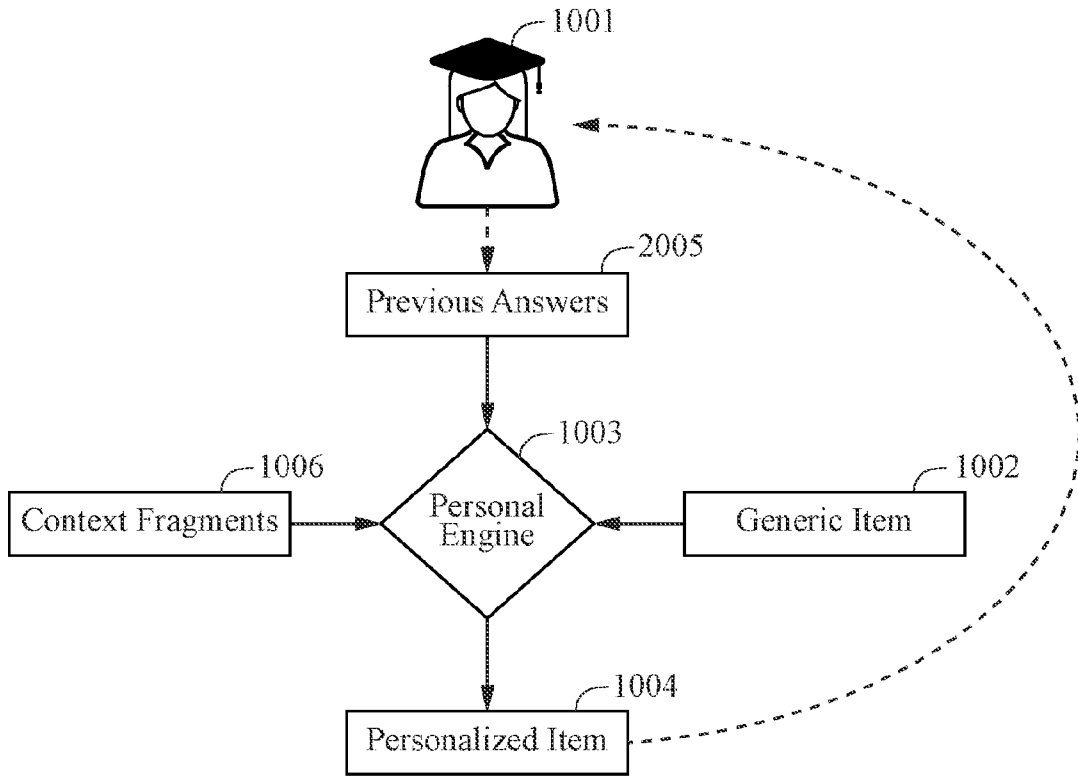 1001
2005
Previous Answers
1003
1006
1002
Context Fragments
Personal
Engine
Generic Item
1004
Personalized Item